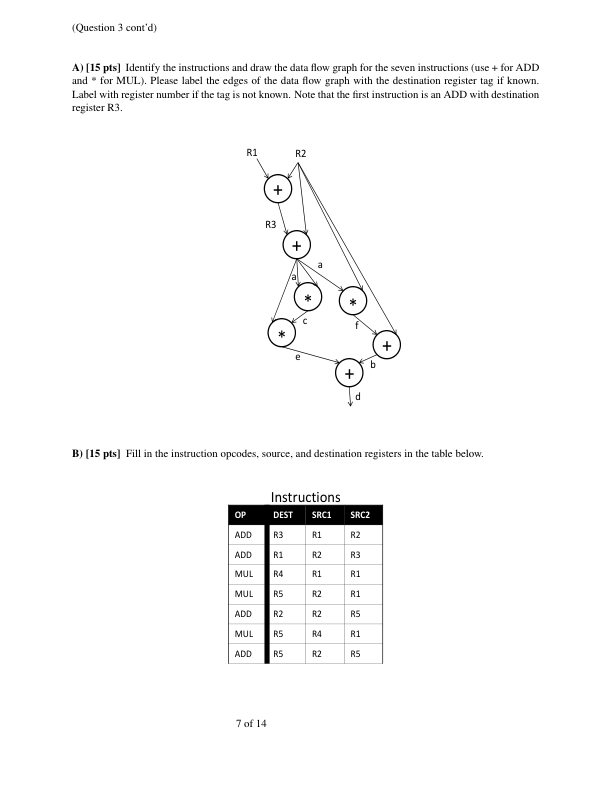 (Question 3 cont’d)
A) [15 pts] Identify the instructions and draw the data flow graph for the seven instructions (use + for ADD
and * for MUL). Please label the edges of the data flow graph with the destination register tag if known.
Label with register number if the tag is not known. Note that the first instruction is an ADD with destination
register R3.
R1 R2
+
R3
+
a
a
* *
c f
* +
e b
+
d
B) [15 pts] Fill in the instruction opcodes, source, and destination registers in the table below.
Instructions
OP DEST SRC1 SRC2
ADD R3 R1 R2
ADD R1 R2 R3
MUL R4 R1 R1
MUL R5 R2 R1
ADD R2 R2 R5
MUL R5 R4 R1
ADD R5 R2 R5
7 of 14